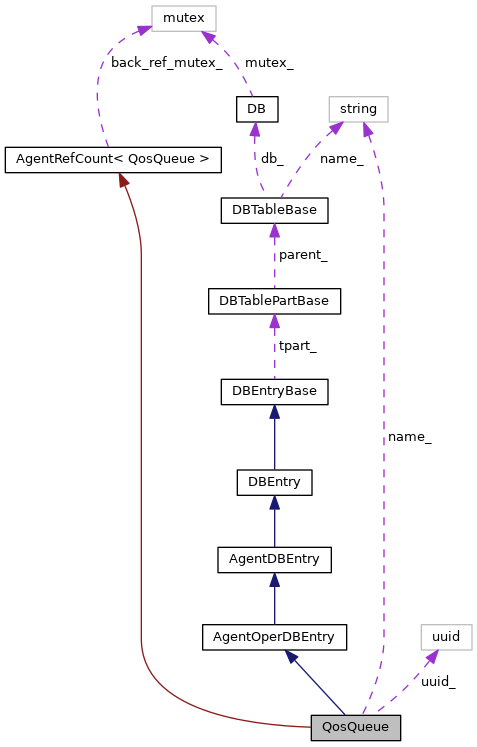 mutex
back_ref_mutex_
mutex_
DB
string
AgentRefCount< QosQueue >
db_
name_
DBTableBase
parent_
DBTablePartBase
tpart_
DBEntryBase
name_
DBEntry
AgentDBEntry
AgentOperDBEntry
uuid
uuid_
QosQueue